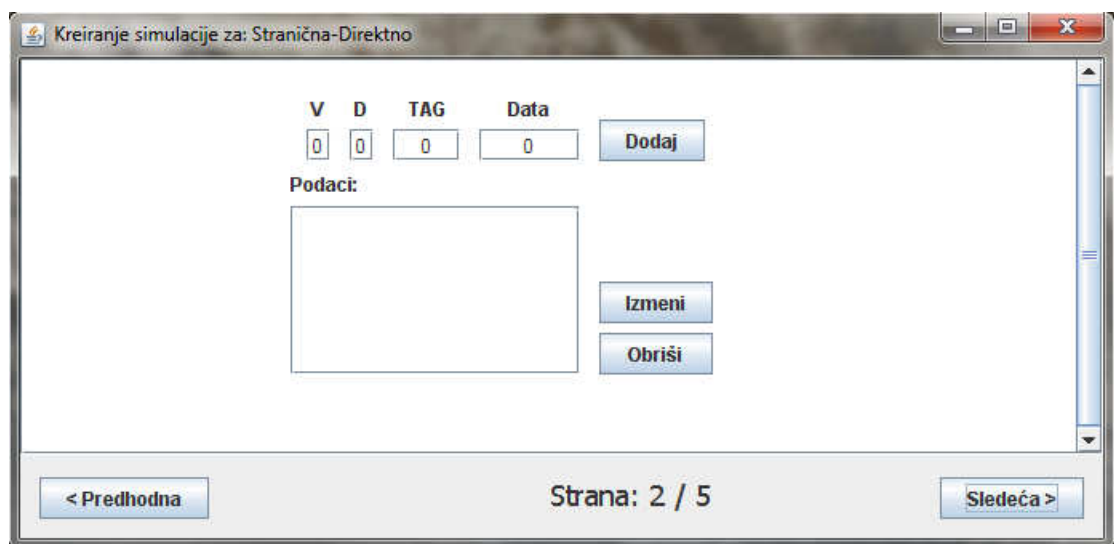 Kreiranje simulacije za: Stranična-Direktno
V D TAG Data
0 0 0 0 Dodaj
Podaci:
Izmeni
Obriši
< Predhodna Strana: 2 / 5 Sledeća >